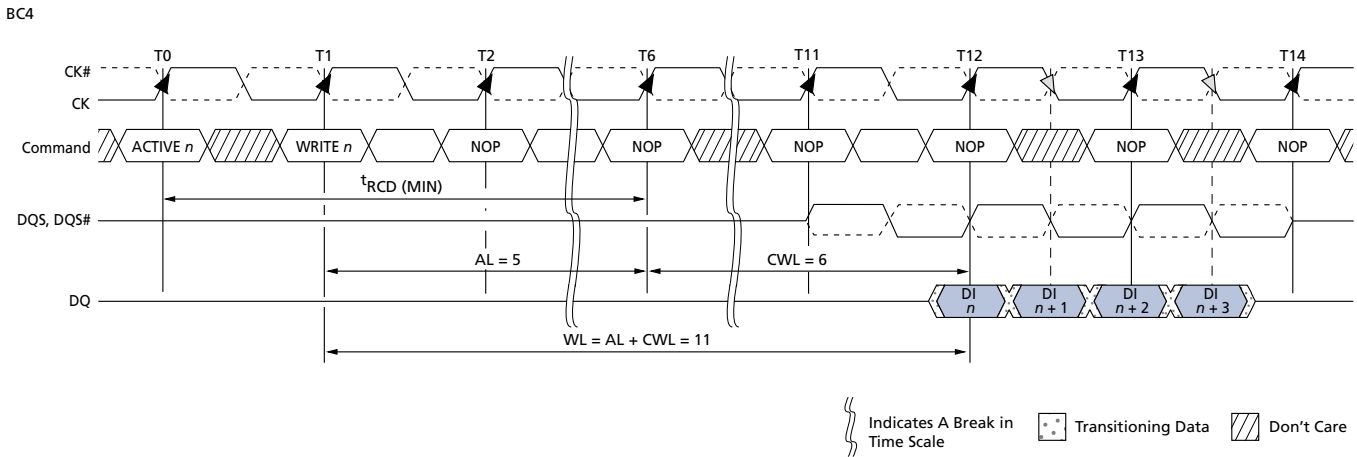 BC4
T0 T1 T2 T6 T11 T12 T13 T14
CK#
CK
Command ACTIVE n WRITE n NOP NOP NOP NOP NOP NOP
tRCD (MIN)
DQS, DQS#
AL = 5 CWL = 6
DQ DI n DI n + 1 DI n + 2 DI n + 3
WL = AL + CWL = 11
Indicates A Break in
Time Scale
Transitioning Data
Don't Care